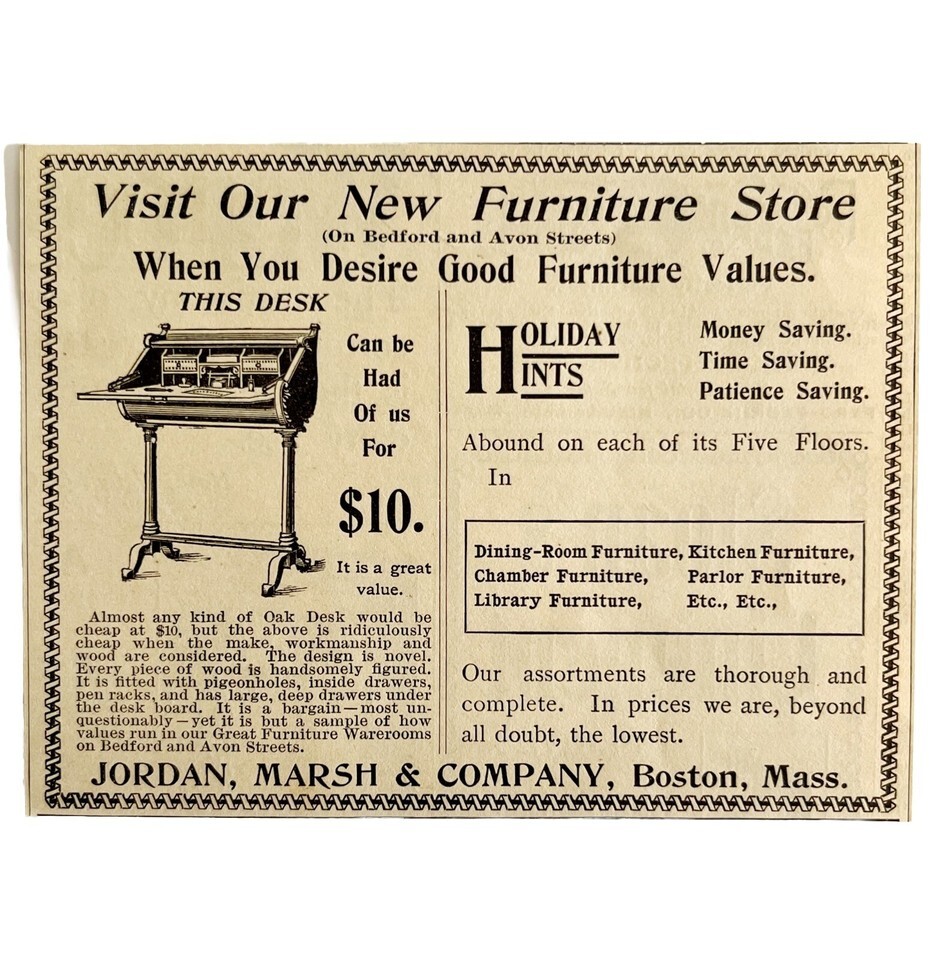 Visit Our New Furniture Store
(On Bedford and Avon Streets)
When You Desire Good Furniture Values.
THIS DESK
Can be
Had
Of us
For
$10.
It is a great
value.
Almost any kind of Oak Desk would be
cheap at $10, but the above is ridiculously
cheap when the make, workmanship and
wood are considered. The design is novel.
Every piece of wood is handsomely figured.
It is fitted with pigeonholes, inside drawers,
pen racks, and has large, deep drawers under
the desk board. It is a bargain—most un-
questionably—yet it is but a sample of how
values run in our Great Furniture Warerooms
on Bedford and Avon Streets.
HOLIDAY
HINTS
Money Saving.
Time Saving.
Patience Saving.
Abound on each of its Five Floors.
In
Dining-Room Furniture, Kitchen Furniture,
Chamber Furniture, Parlor Furniture,
Library Furniture, Etc., Etc.,
Our assortments are thorough and
complete. In prices we are, beyond
all doubt, the lowest.
JORDAN, MARSH & COMPANY, Boston, Mass.